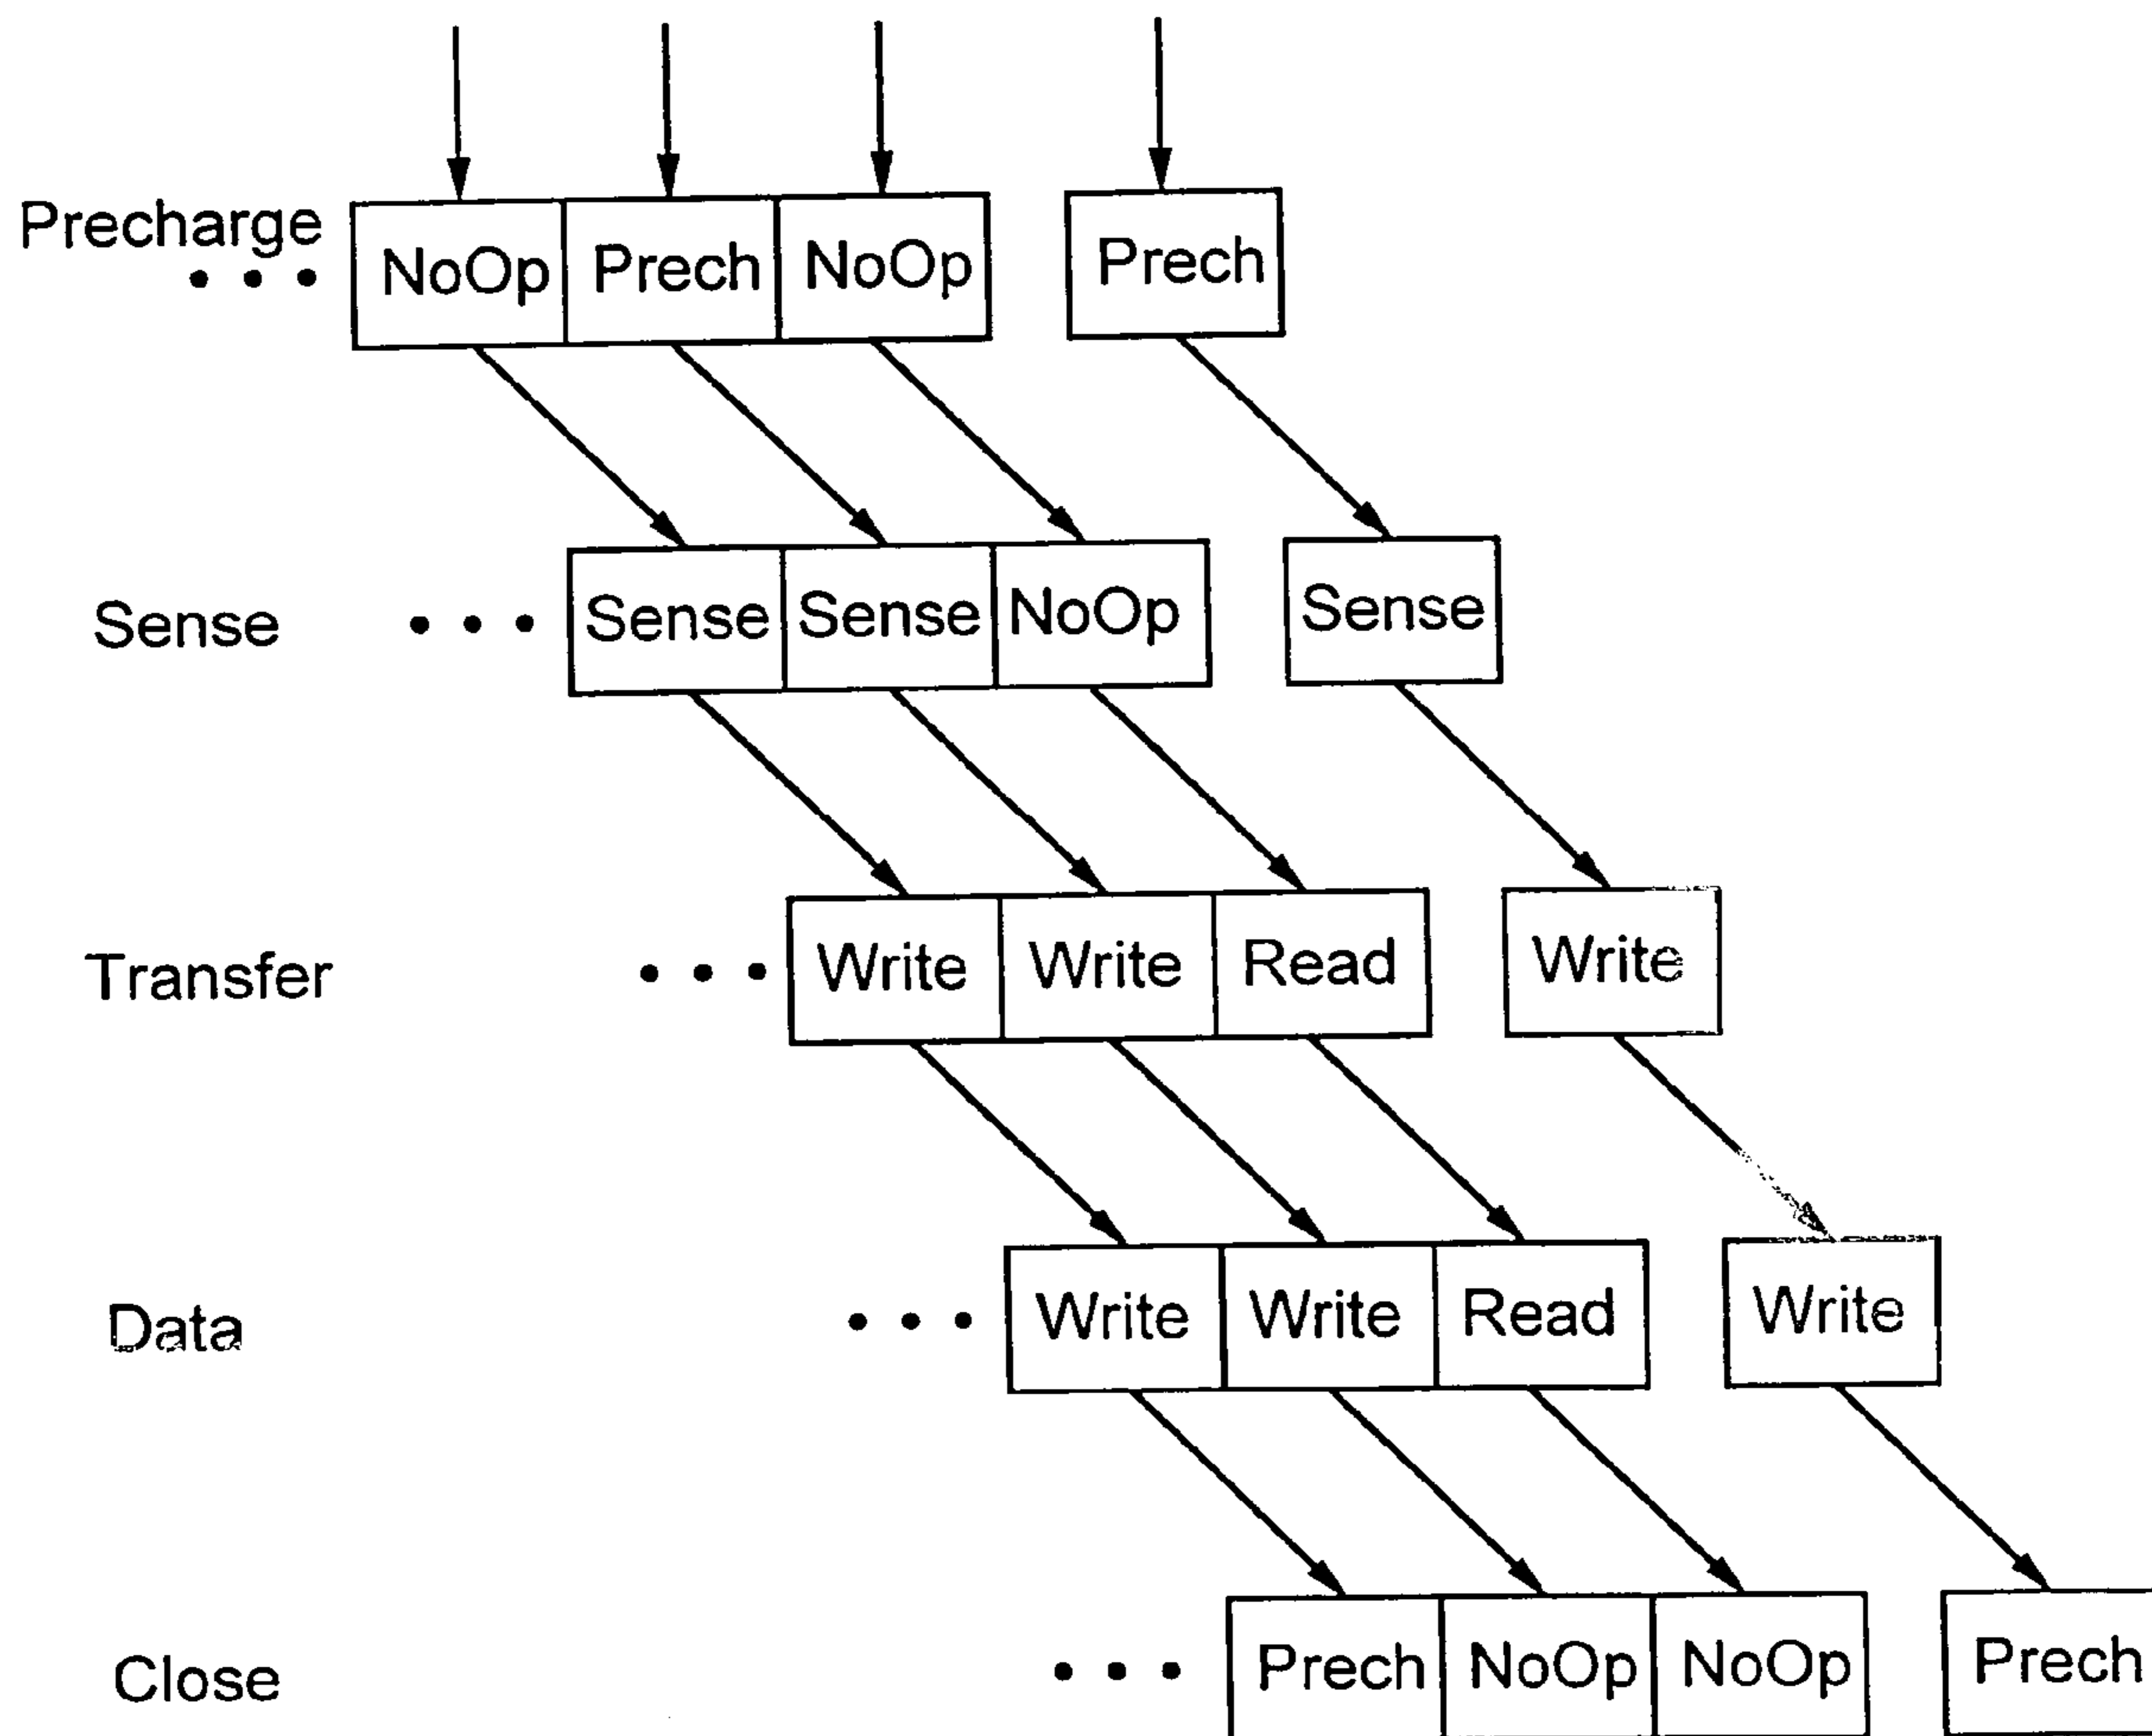 Precharge
• • • NoOp Prech NoOp Prech
Sense • • • Sense Sense NoOp Sense
Transfer • • • Write Write Read Write
Data • • • Write Write Read Write
Close • • • Prech NoOp NoOp Prech